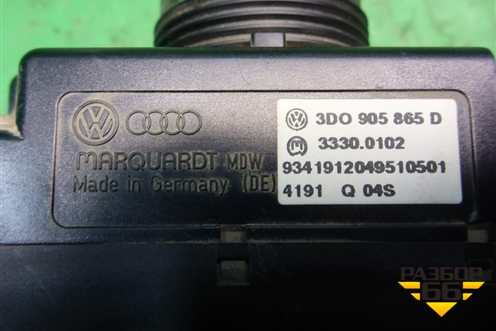 MARQUARDT MDW
Made in Germany (DE)
3D0 905 865 D
3330.0102
9341912049510501
4191 Q 04S
РАЗБОР
66